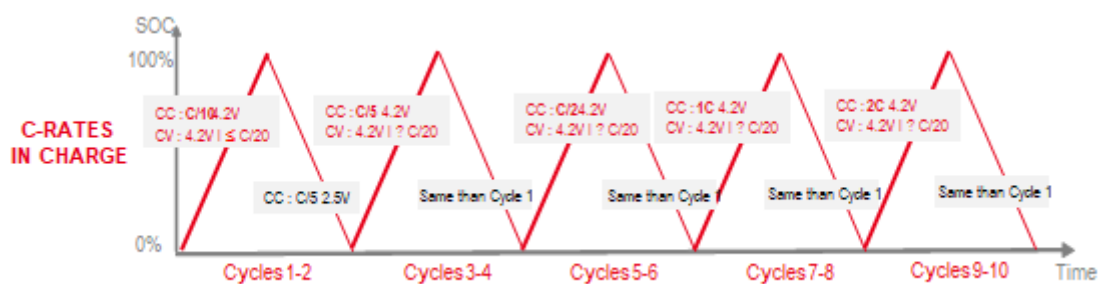 SOC
100%
C-RATES
IN CHARGE
CC : C/104.2V
CV : 4.2V I ≤ C/20
CC : C/5 4.2V
CV : 4.2V I ? C/20
CC : C/24.2V
CV : 4.2V I ? C/20
CC : 1C 4.2V
CV : 4.2V I ? C/20
CC : 2C 4.2V
CV : 4.2V I ? C/20
CC : C/5 2.5V
Same than Cycle 1
Same than Cycle 1
Same than Cycle 1
Same than Cycle 1
0%
Cycles 1-2
Cycles 3-4
Cycles 5-6
Cycles 7-8
Cycles 9-10
Time